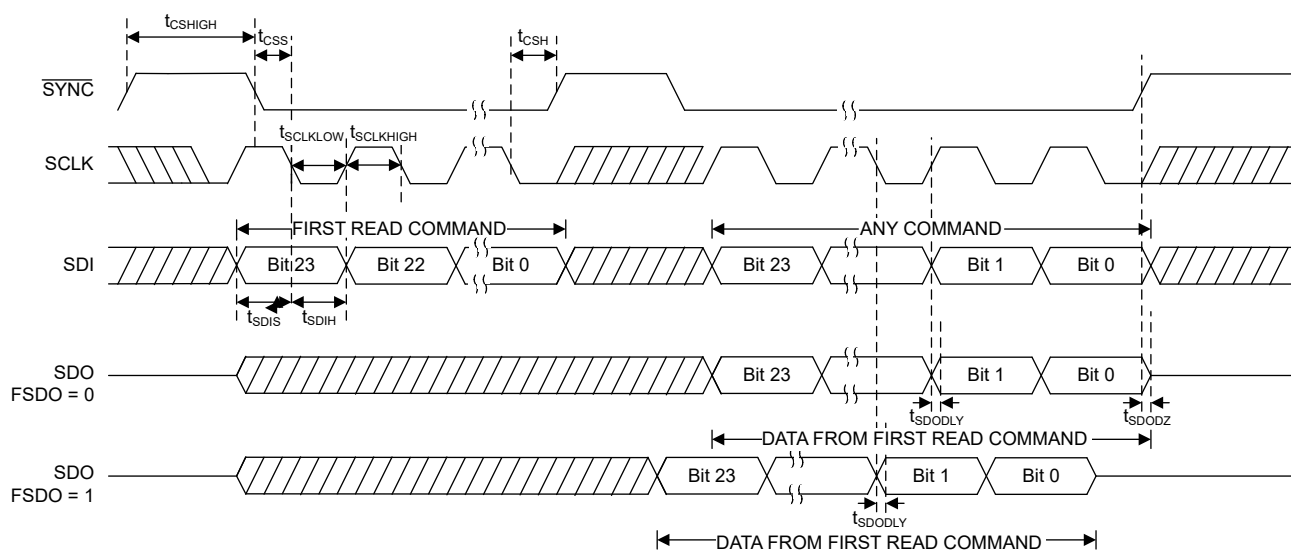 tCSHIGH
tCSS
tCSH
SYNC
tSCLKLOW
tSCLKHIGH
SCLK
FIRST READ COMMAND
ANY COMMAND
SDI
Bit 23
Bit 22
Bit 0
Bit 23
Bit 1
Bit 0
tSDIS
tSDIH
SDO
FSDO = 0
Bit 23
Bit 1
Bit 0
tSDODLY
tSDODZ
DATA FROM FIRST READ COMMAND
SDO
FSDO = 1
Bit 23
Bit 1
Bit 0
tSDODLY
DATA FROM FIRST READ COMMAND